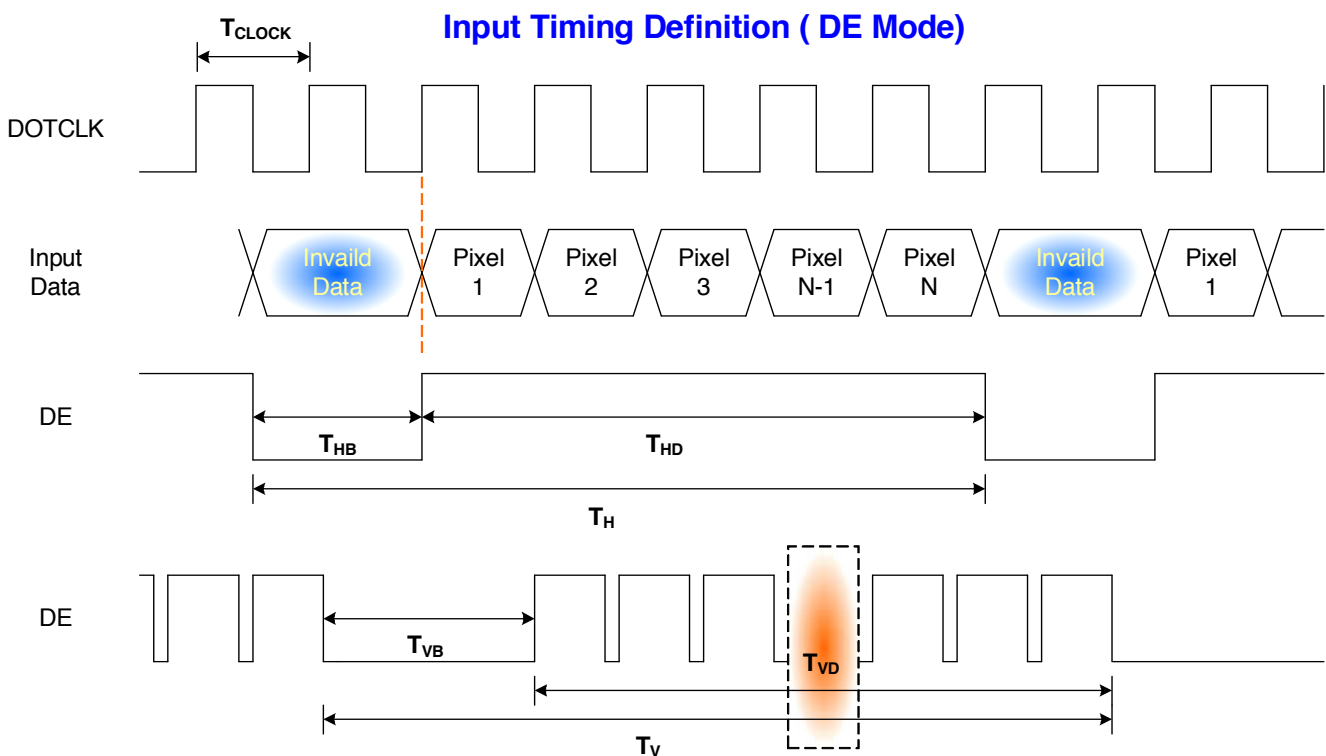 Input Timing Definition ( DE Mode)
TCLOCK
DOTCLK
Input
Data
Invaild
Data
Pixel
1
Pixel
2
Pixel
3
Pixel
N-1
Pixel
N
Invaild
Data
Pixel
1
DE
THB
THD
TH
DE
TVB
TVD
TV